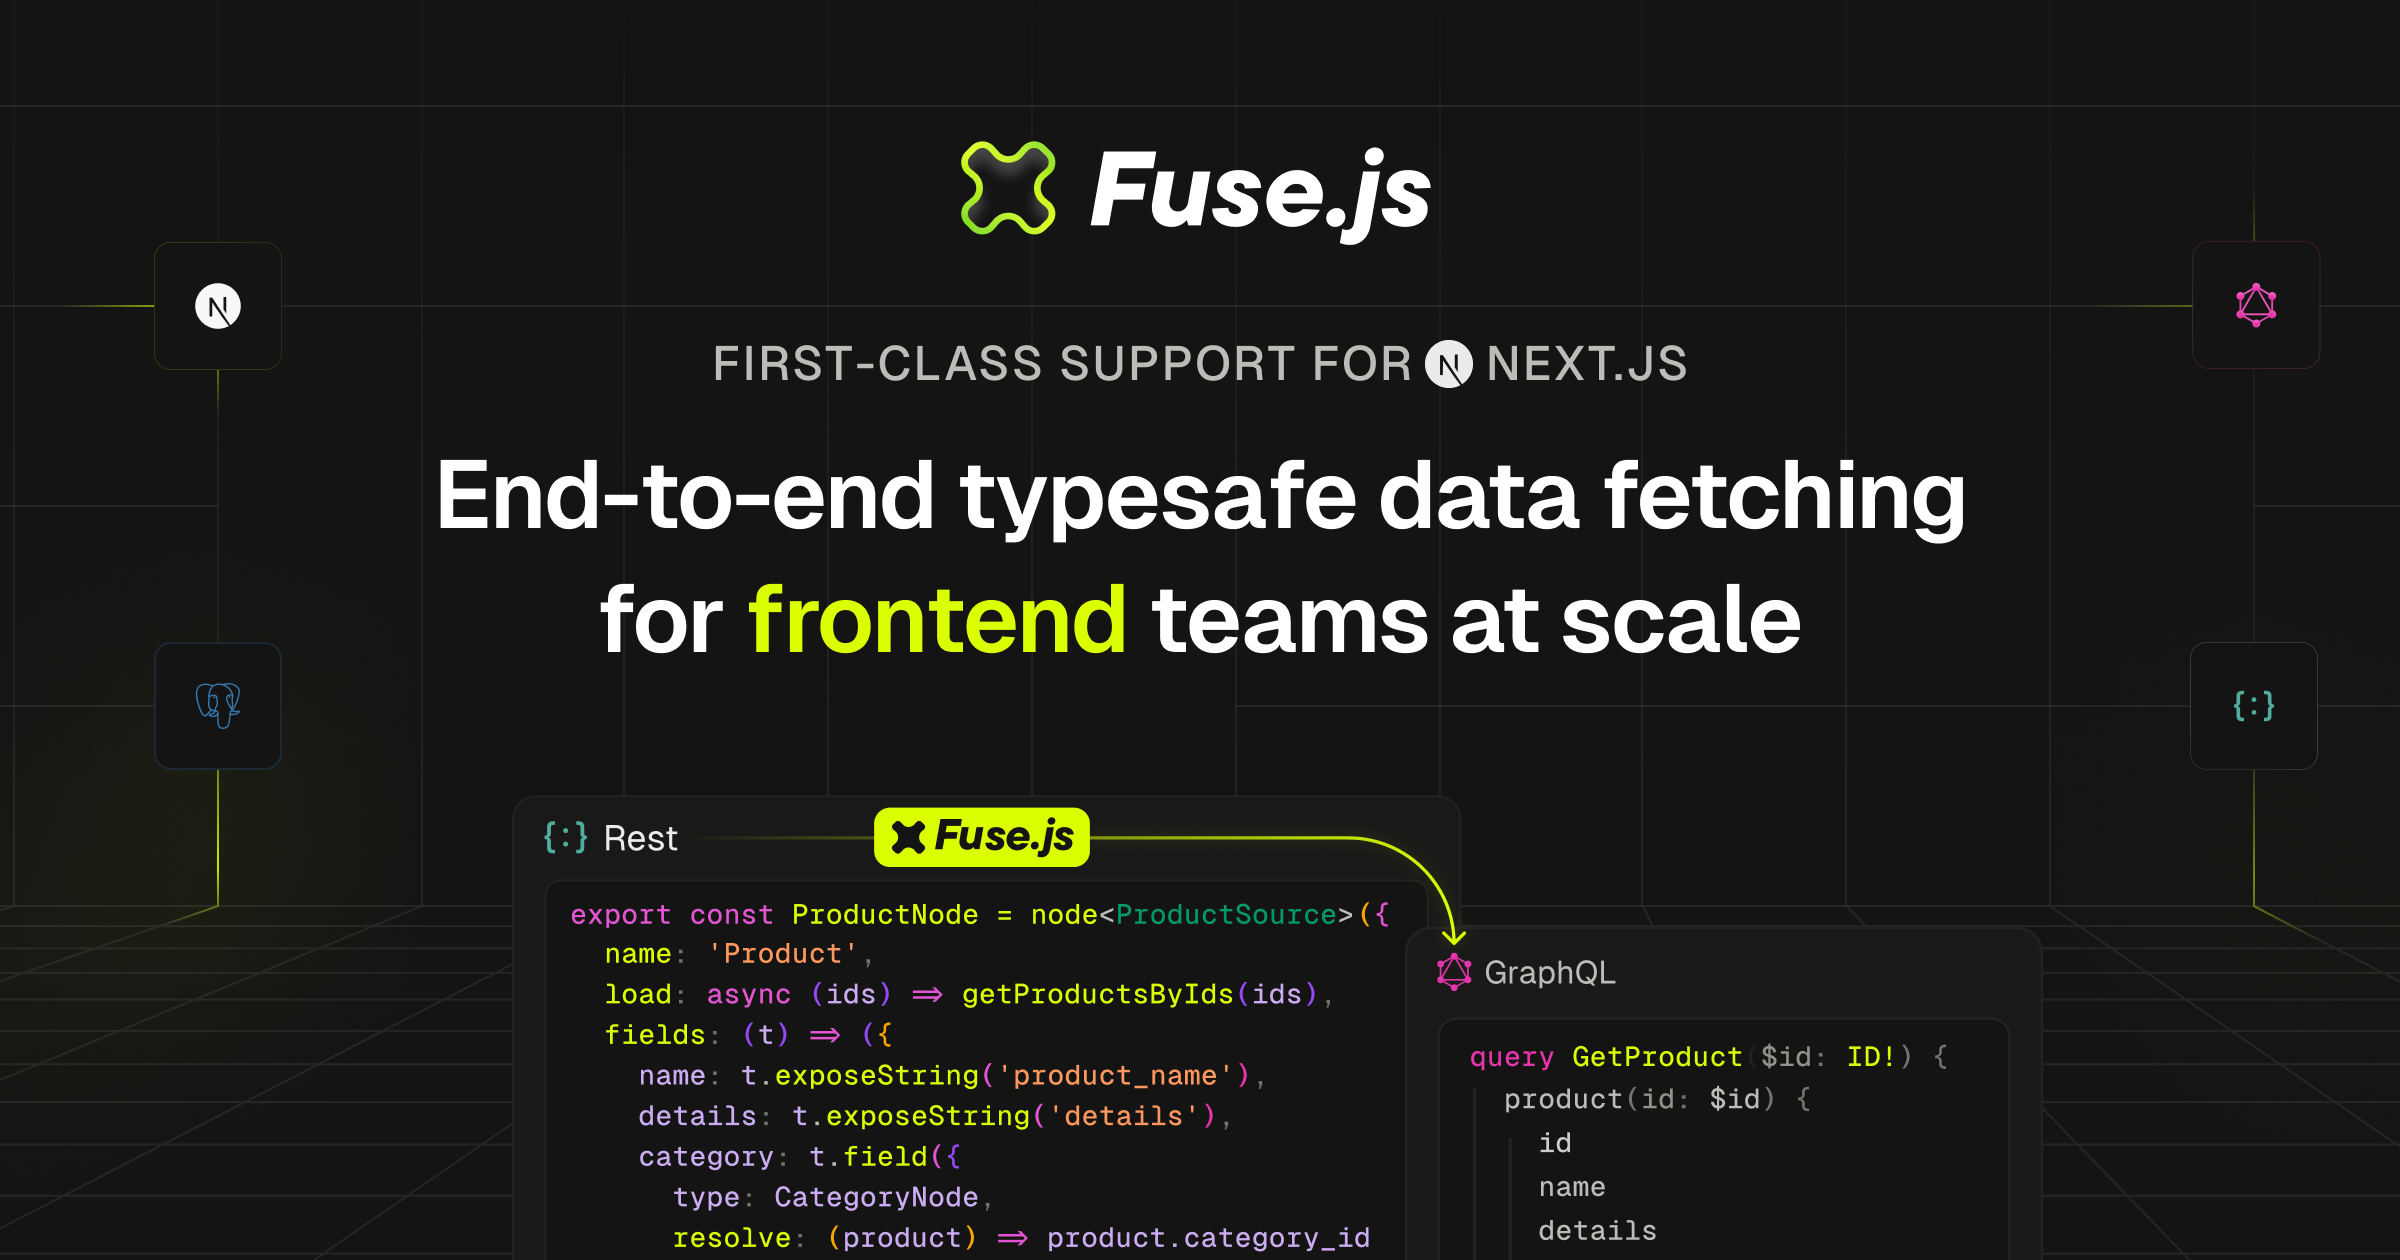 Fuse.js
FIRST-CLASS SUPPORT FOR N NEXT.JS
End-to-end typesafe data fetching
for frontend teams at scale
N
{:}
{:} Rest
Fuse.js
export const ProductNode = node<ProductSource>({
name: 'Product',
load: async (ids) => getProductsByIds(ids),
fields: (t) => ({
name: t.exposeString('product_name'),
details: t.exposeString('details'),
category: t.field({
type: CategoryNode,
resolve: (product) => product.category_id
GraphQL
query GetProduct($id: ID!) {
product(id: $id) {
id
name
details